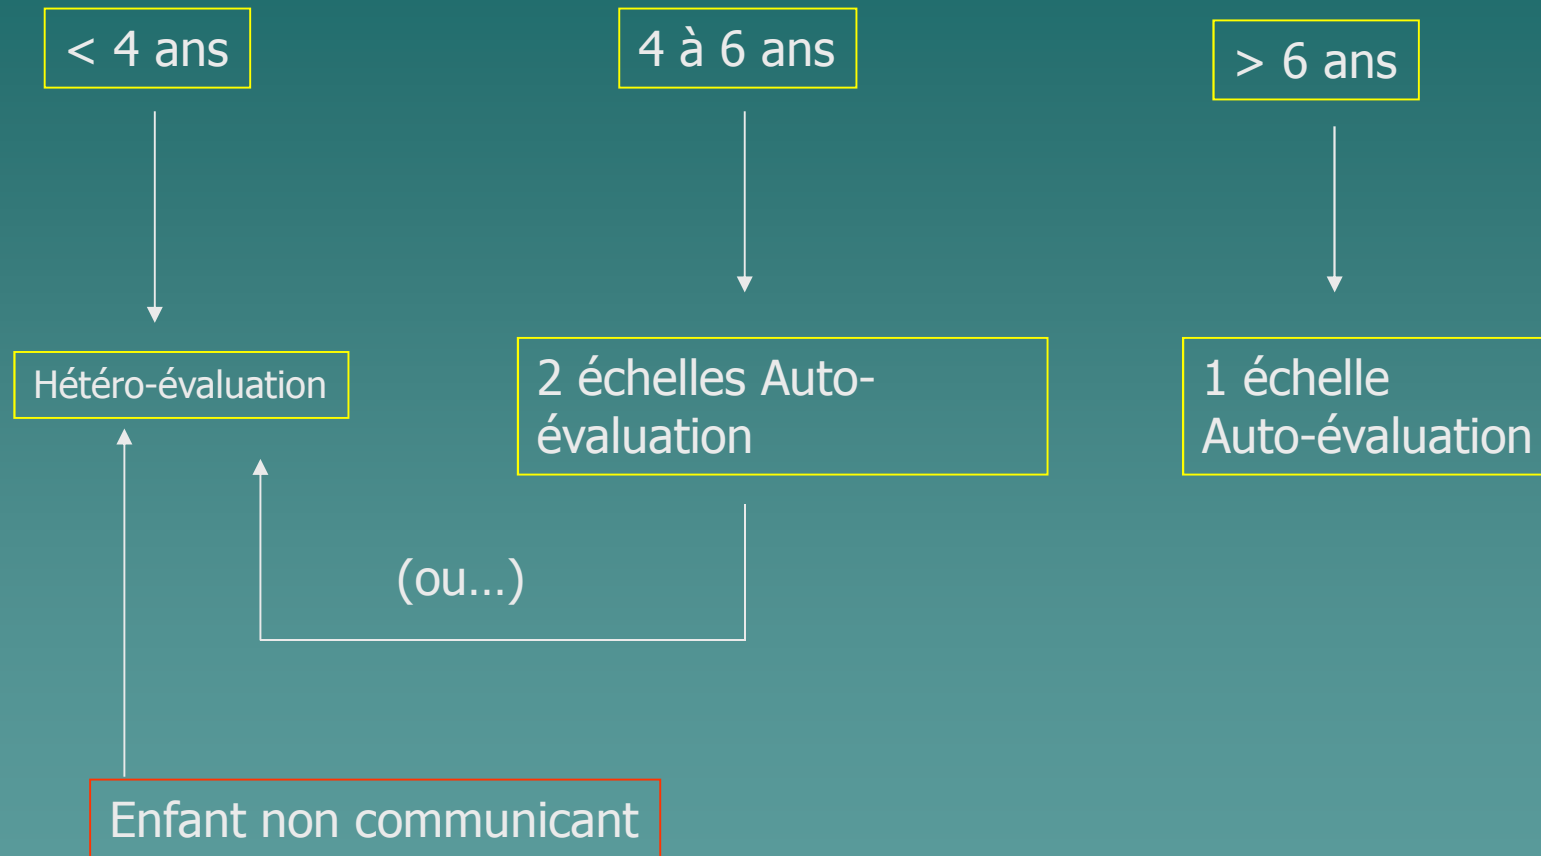 < 4 ans
4 à 6 ans
> 6 ans
Hétéro-évaluation
2 échelles Auto-
évaluation
1 échelle
Auto-évaluation
(ou...)
Enfant non communicant